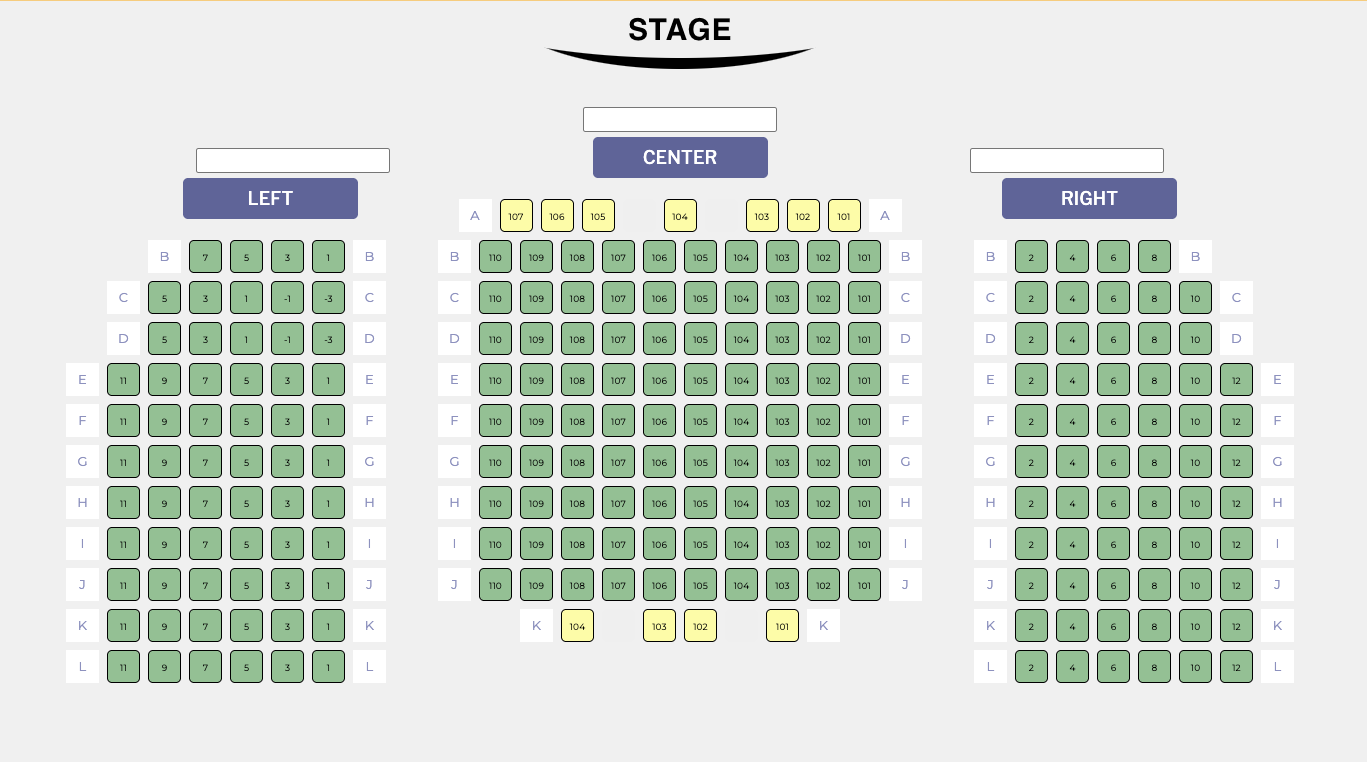 STAGE
CENTER
LEFT
RIGHT
A 107 106 105 104 103 102 101 A
B 7 5 3 1 B B 110 109 108 107 106 105 104 103 102 101 B B 2 4 6 8 B
C 5 3 1 -1 -3 C C 110 109 108 107 106 105 104 103 102 101 C C 2 4 6 8 10 C
D 5 3 1 -1 -3 D D 110 109 108 107 106 105 104 103 102 101 D D 2 4 6 8 10 D
E 11 9 7 5 3 1 E E 110 109 108 107 106 105 104 103 102 101 E E 2 4 6 8 10 12 E
F 11 9 7 5 3 1 F F 110 109 108 107 106 105 104 103 102 101 F F 2 4 6 8 10 12 F
G 11 9 7 5 3 1 G G 110 109 108 107 106 105 104 103 102 101 G G 2 4 6 8 10 12 G
H 11 9 7 5 3 1 H H 110 109 108 107 106 105 104 103 102 101 H H 2 4 6 8 10 12 H
I 11 9 7 5 3 1 I I 110 109 108 107 106 105 104 103 102 101 I I 2 4 6 8 10 12 I
J 11 9 7 5 3 1 J J 110 109 108 107 106 105 104 103 102 101 J J 2 4 6 8 10 12 J
K 11 9 7 5 3 1 K K 104 103 102 101 K K 2 4 6 8 10 12 K
L 11 9 7 5 3 1 L L 2 4 6 8 10 12 L